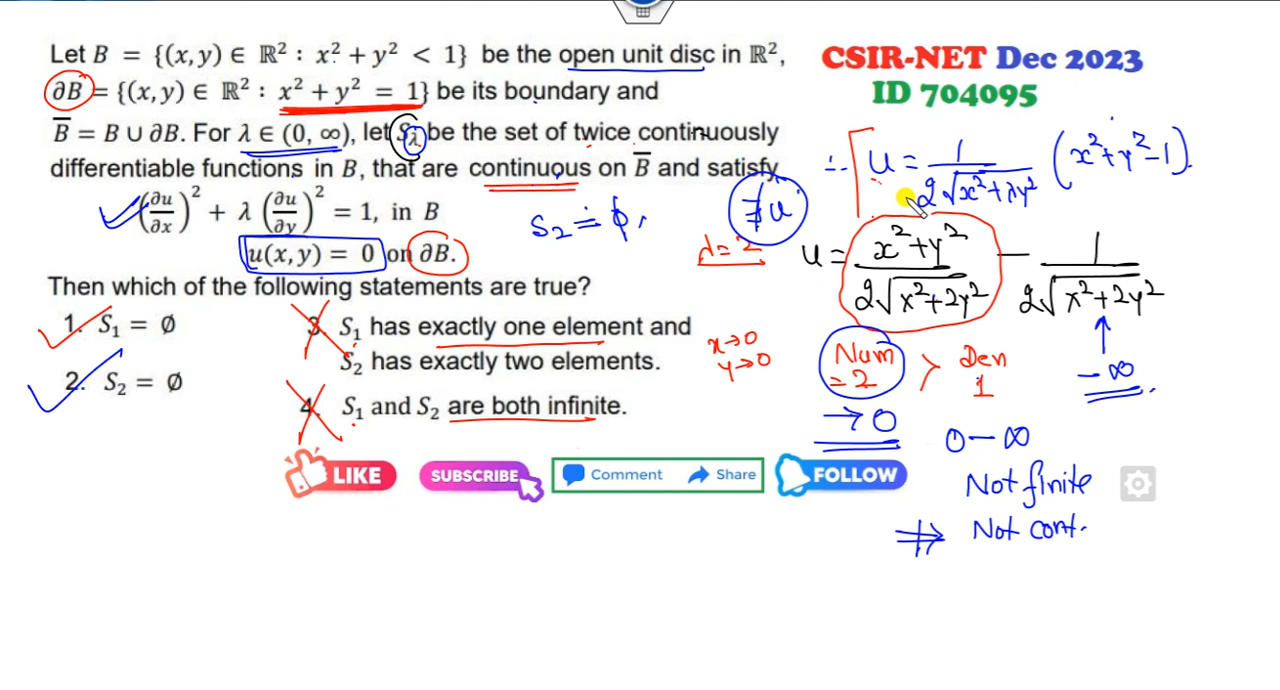 Let B = {(x, y) ∈ ℝ² : x² + y² < 1} be the open unit disc in ℝ²,
∂B = {(x, y) ∈ ℝ² : x² + y² = 1} be its boundary and
B̅ = B ∪ ∂B. For λ ∈ (0, ∞), let S_λ be the set of twice continuously
differentiable functions in B, that are continuous on B̅ and satisfy
(∂u/∂x)² + λ (∂u/∂y)² = 1, in B
u(x, y) = 0 on ∂B.
Then which of the following statements are true?
1. S₁ = ∅
2. S₂ = ∅
3. S₁ has exactly one element and
S₂ has exactly two elements.
4. S₁ and S₂ are both infinite.
S₂ = ϕ,
∄ u
CSIR-NET Dec 2023
ID 704095
∴ u = 1/(2√(x²+λy²)) (x²+y²-1).
λ=2
u = (x²+y²)/(2√(x²+2y²)) − 1/(2√(x²+2y²))
x→0
y→0
Num > Den
=2 1
→ 0
-∞
0 − ∞
Not finite
⇒ Not cont.
LIKE
SUBSCRIBE
Comment
Share
FOLLOW